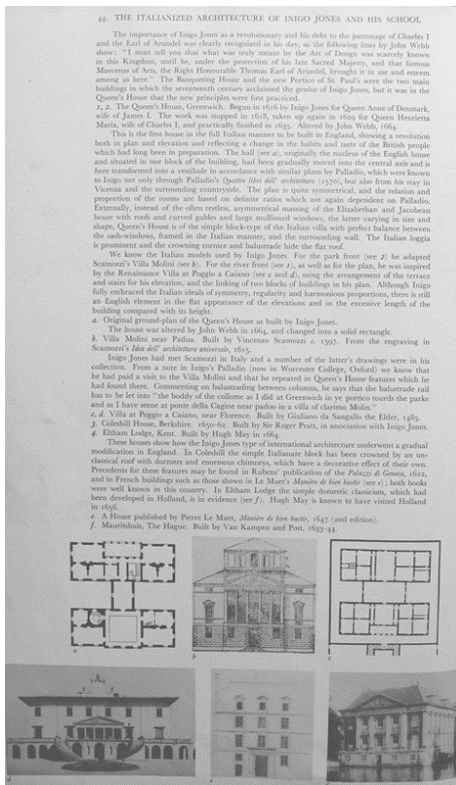 44. THE ITALIANIZED ARCHITECTURE OF INIGO JONES AND HIS SCHOOL
The importance of Inigo Jones as a revolutionary and his debt to the patronage of Charles I
and the Earl of Arundel was clearly recognized in his day, as the following lines by John Webb
show: "I must tell you that what was truly meant by the Art of Design was scarcely known
in this Kingdom, until he, under the protection of his late Sacred Majesty, and that famous
Maecenas of Arts, the Right Honourable Thomas Earl of Arundel, brought it in use and esteem
among us here." The Banqueting House and the new Portico of St. Paul's were the two main
buildings in which the seventeenth century acclaimed the genius of Inigo Jones, but it was in the
Queen's House that the new principles were first practiced.
1, 2. The Queen's House, Greenwich. Begun in 1616 by Inigo Jones for Queen Anne of Denmark,
wife of James I. The work was stopped in 1618, taken up again in 1629 for Queen Henrietta
Maria, wife of Charles I, and practically finished in 1635. Altered by John Webb, 1664.
This is the first house in the full Italian manner to be built in England, showing a revolution
both in plan and elevation and reflecting a change in the habits and taste of the British people
which had long been in preparation. The hall (see a), originally the nucleus of the English house
and situated in one block of the building, had been gradually moved into the central axis and is
here transformed into a vestibule in accordance with similar plans by Palladio, which were known
to Inigo not only through Palladio's Quattro libri dell' architettura (1570), but also from his stay in
Vicenza and the surrounding countryside. The plan is quite symmetrical, and the relation and
proportion of the rooms are based on definite ratios which are again dependent on Palladio.
Externally, instead of the often restless, asymmetrical massing of the Elizabethan and Jacobean
house with roofs and curved gables and large mullioned windows, the latter varying in size and
shape, Queen's House is of the simple block-type of the Italian villa with perfect balance between
the sash-windows, framed in the Italian manner, and the surrounding wall. The Italian loggia
is prominent and the crowning cornice and balustrade hide the flat roof.
We know the Italian models used by Inigo Jones. For the park front (see 2) he adapted
Scamozzi's Villa Molini (see b). For the river front (see 1), as well as for the plan, he was inspired
by the Renaissance Villa at Poggio a Caiano (see c and d), using the arrangement of the terrace
and stairs for his elevation, and the linking of two blocks of buildings in his plan. Although Inigo
fully embraced the Italian ideals of symmetry, regularity and harmonious proportions, there is still
an English element in the flat appearance of the elevations and in the excessive length of the
building compared with its height.
a. Original ground-plan of the Queen's House as built by Inigo Jones.
The house was altered by John Webb in 1664, and changed into a solid rectangle.
b. Villa Molini near Padua. Built by Vincenzo Scamozzi c. 1597. From the engraving in
Scamozzi's Idea dell' architettura universale, 1615.
Inigo Jones had met Scamozzi in Italy and a number of the latter's drawings were in his
collection. From a note in Inigo's Palladio (now in Worcester College, Oxford) we know that
he had paid a visit to the Villa Molini and that he repeated in Queen's House features which he
had found there. Commenting on balustrading between columns, he says that the balustrade rail
has to be let into "the boddy of the collome as I did at Greenwich in ye portico tourds the parke
and as I have seene at ponte della Cagine near padoo in a villa of clarimo Molin."
c, d. Villa at Poggio a Caiano, near Florence. Built by Giuliano da Sangallo the Elder, 1485.
3. Coleshill House, Berkshire. 1650-62. Built by Sir Roger Pratt, in asociation with Inigo Jones.
4. Eltham Lodge, Kent. Built by Hugh May in 1664.
These houses show how the Inigo Jones type of international architecture underwent a gradual
modification in England. In Coleshill the simple Italianate block has been crowned by an un-
classical roof with dormers and enormous chimneys, which have a decorative effect of their own.
Precedents for these features may be found in Rubens' publication of the Palazzi di Genova, 1622,
and in French buildings such as those shown in Le Muet's Manière de bien bastir (see e); both books
were well known in this country. In Eltham Lodge the simple domestic classicism, which had
been developed in Holland, is in evidence (see f). Hugh May is known to have visited Holland
in 1656.
e. A House published by Pierre Le Muet, Manière de bien bastir, 1647 (2nd edition).
f. Mauritshuis, The Hague. Built by Van Kampen and Post, 1633-44.
a
b
c
d
e